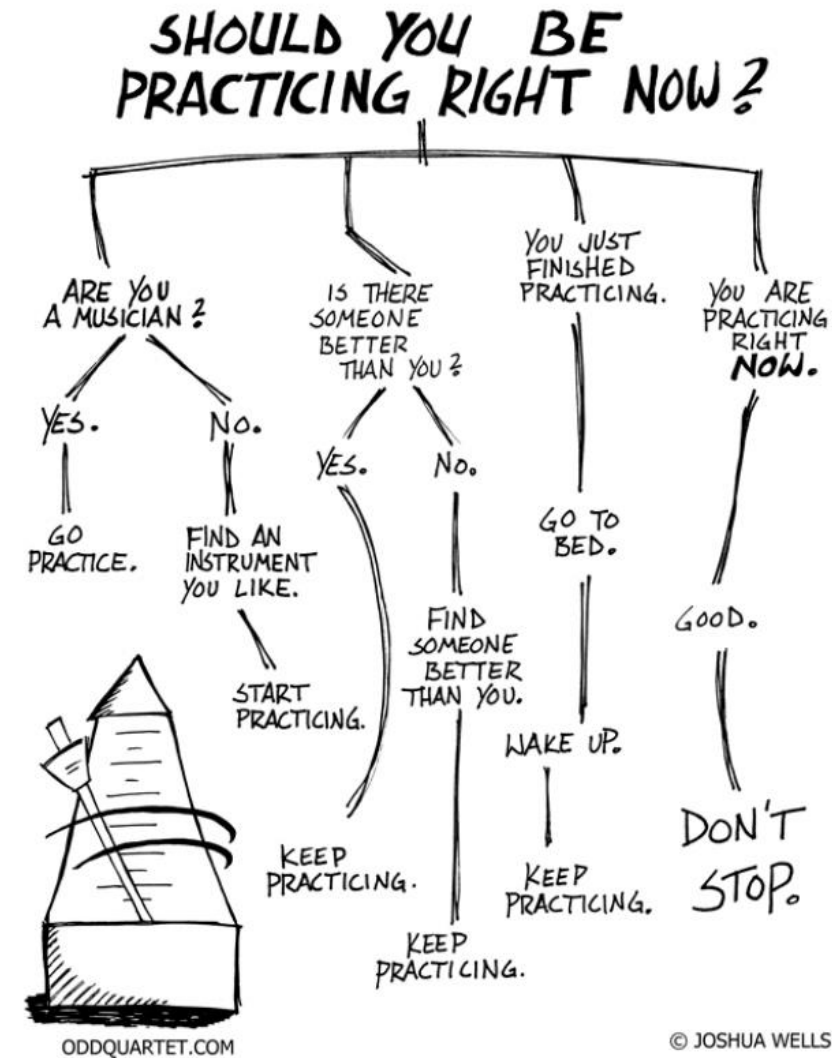 SHOULD YOU BE
PRACTICING RIGHT NOW?
ARE YOU
A MUSICIAN?
YES.
GO
PRACTICE.
NO.
FIND AN
INSTRUMENT
YOU LIKE.
START
PRACTICING.
IS THERE
SOMEONE
BETTER
THAN YOU?
YES.
KEEP
PRACTICING.
NO.
FIND
SOMEONE
BETTER
THAN YOU.
KEEP
PRACTICING.
YOU JUST
FINISHED
PRACTICING.
GO TO
BED.
WAKE UP.
KEEP
PRACTICING.
YOU ARE
PRACTICING
RIGHT
NOW.
GOOD.
DON'T
STOP.
ODDQUARTET.COM
© JOSHUA WELLS